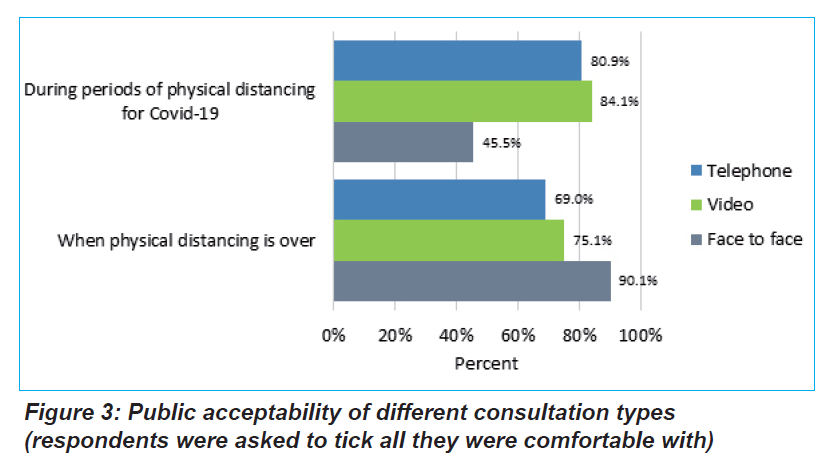 80.9%
During periods of physical distancing
for Covid-19
84.1%
45.5%
Telephone
69.0%
Video
When physical distancing is over
75.1%
Face to face
90.1%
0% 20% 40% 60% 80% 100%
Percent
Figure 3: Public acceptability of different consultation types
(respondents were asked to tick all they were comfortable with)